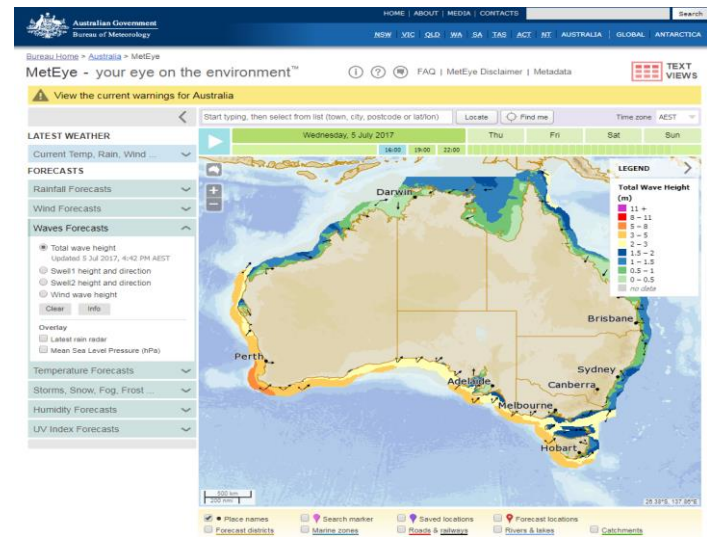 HOME | ABOUT | MEDIA | CONTACTS
Search
Australian Government
Bureau of Meteorology
NSW | VIC | QLD | WA | SA | TAS | ACT | NT | AUSTRALIA | GLOBAL | ANTARCTICA
Bureau Home > Australia > MetEye
MetEye - your eye on the environment™
FAQ | MetEye Disclaimer | Metadata
TEXT
VIEWS
View the current warnings for Australia
Start typing, then select from list (town, city, postcode or lat/lon)
Locate
Find me
Time zone
AEST
LATEST WEATHER
Current Temp, Rain, Wind ...
FORECASTS
Rainfall Forecasts
Wind Forecasts
Waves Forecasts
Total wave height
Updated 5 Jul 2017, 4:42 PM AEST
Swell1 height and direction
Swell2 height and direction
Wind wave height
Clear
Info
Overlay
Latest rain radar
Mean Sea Level Pressure (hPa)
Temperature Forecasts
Storms, Snow, Fog, Frost ...
Humidity Forecasts
UV Index Forecasts
Wednesday, 5 July 2017
Thu
Fri
Sat
Sun
16:00
19:00
22:00
LEGEND
Total Wave Height
(m)
11 +
8 - 11
5 - 8
3 - 5
2 - 3
1.5 - 2
1 - 1.5
0.5 - 1
0 - 0.5
no data
Darwin
Brisbane
Perth
Sydney
Adelaide
Canberra
Melbourne
Hobart
500 km
200 nm
Place names
Search marker
Saved locations
Forecast locations
Forecast districts
Marine zones
Roads & railways
Rivers & lakes
Catchments